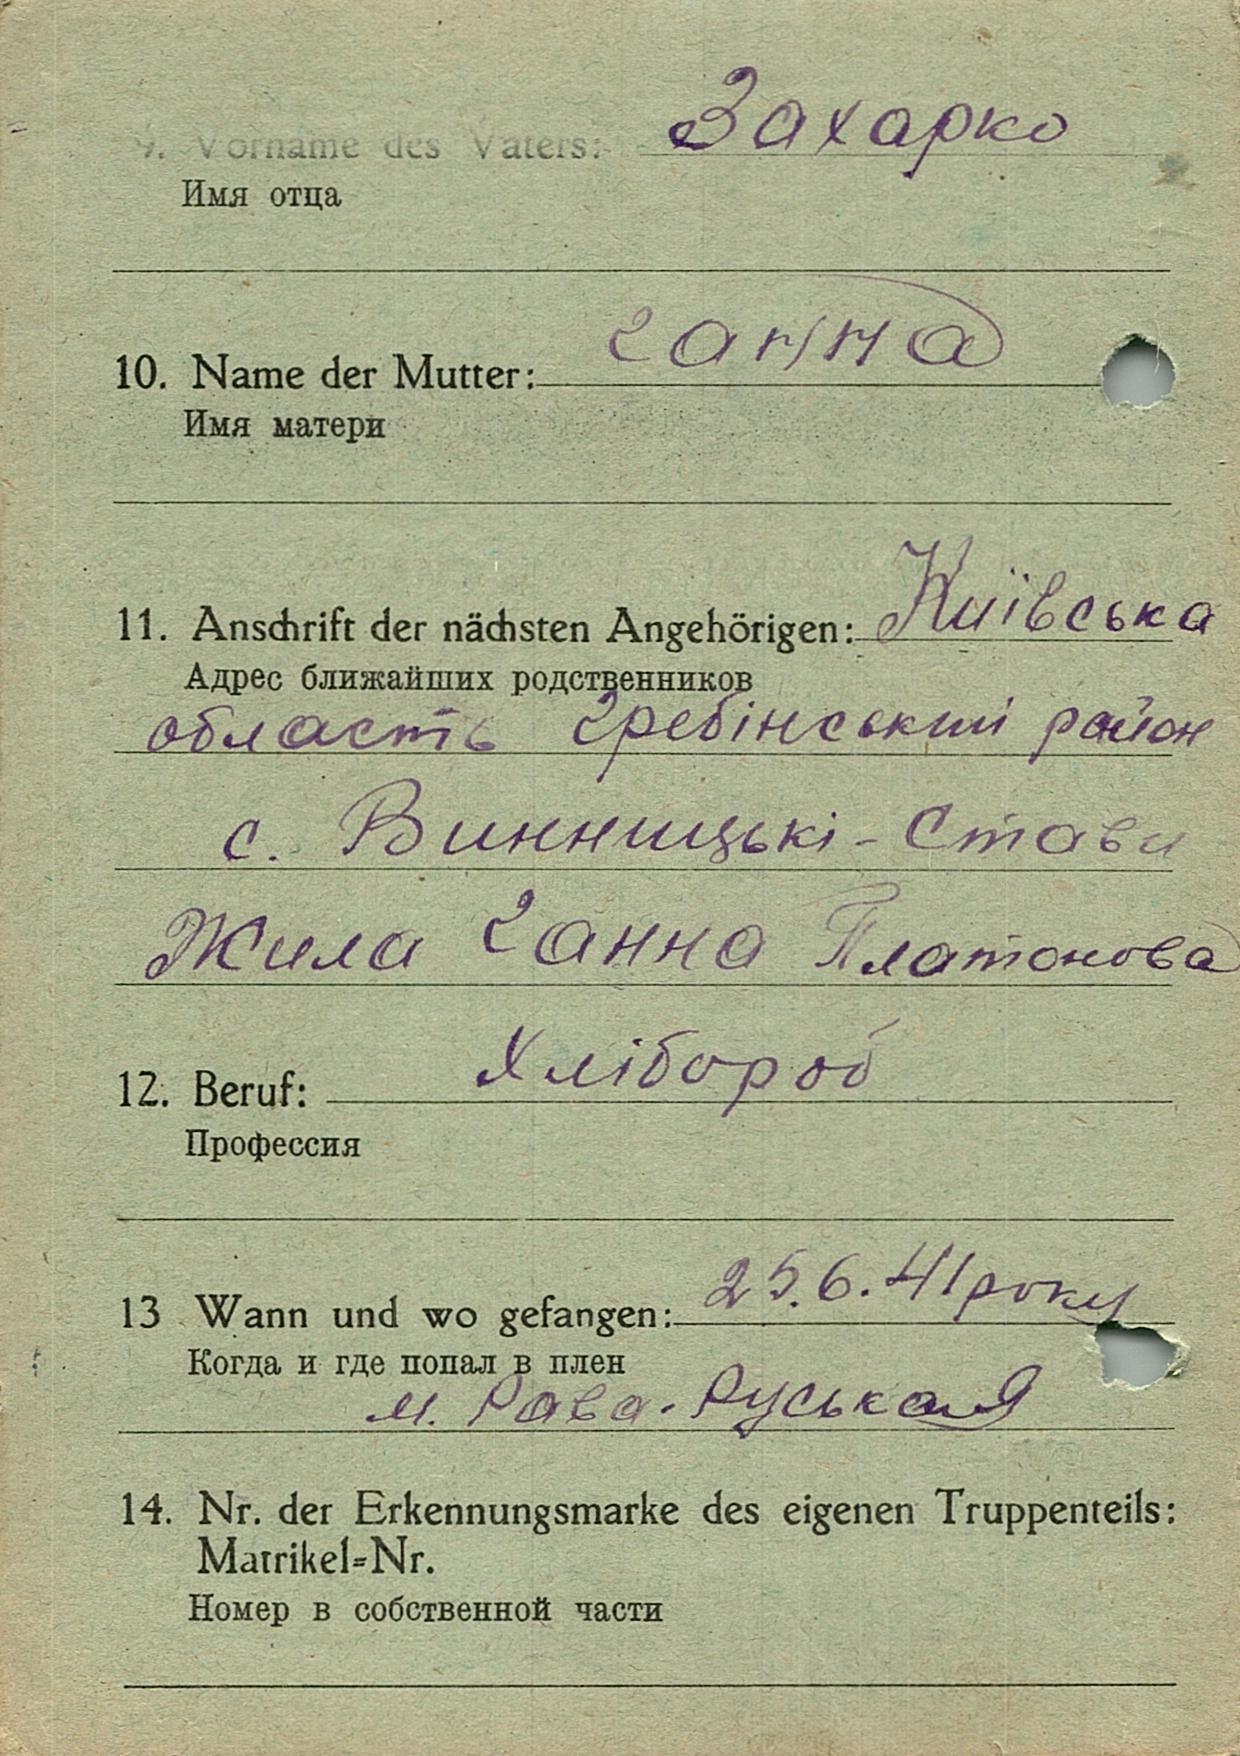 9. Vorname des Vaters: Захарко
Имя отца
10. Name der Mutter: ганна
Имя матери
11. Anschrift der nächsten Angehörigen: Київська
Адрес ближайших родственников
область гребінський район
с. Винницькі-Стави
Жила ганна Платонова
12. Beruf: Хлібороб
Профессия
13 Wann und wo gefangen: 25.6.41 року
Когда и где попал в плен
м. Рава-Руськая
14. Nr. der Erkennungsmarke des eigenen Truppenteils:
Matrikel=Nr.
Номер в собственной части